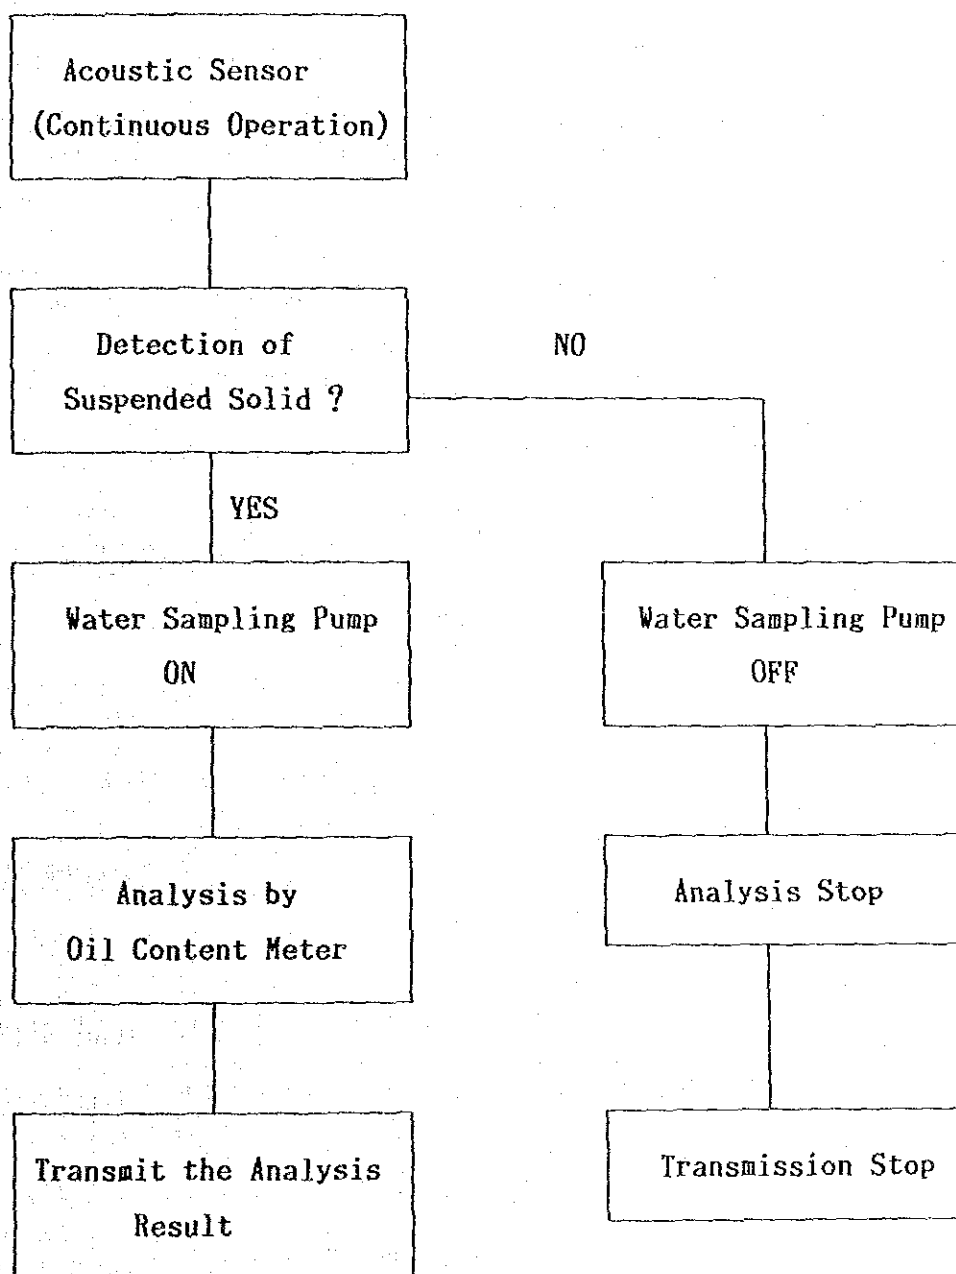 Acoustic Sensor
(Continuous Operation)
Detection of
Suspended Solid ?
NO
YES
Water Sampling Pump
ON
Water Sampling Pump
OFF
Analysis by
Oil Content Meter
Analysis Stop
Transmit the Analysis
Result
Transmission Stop